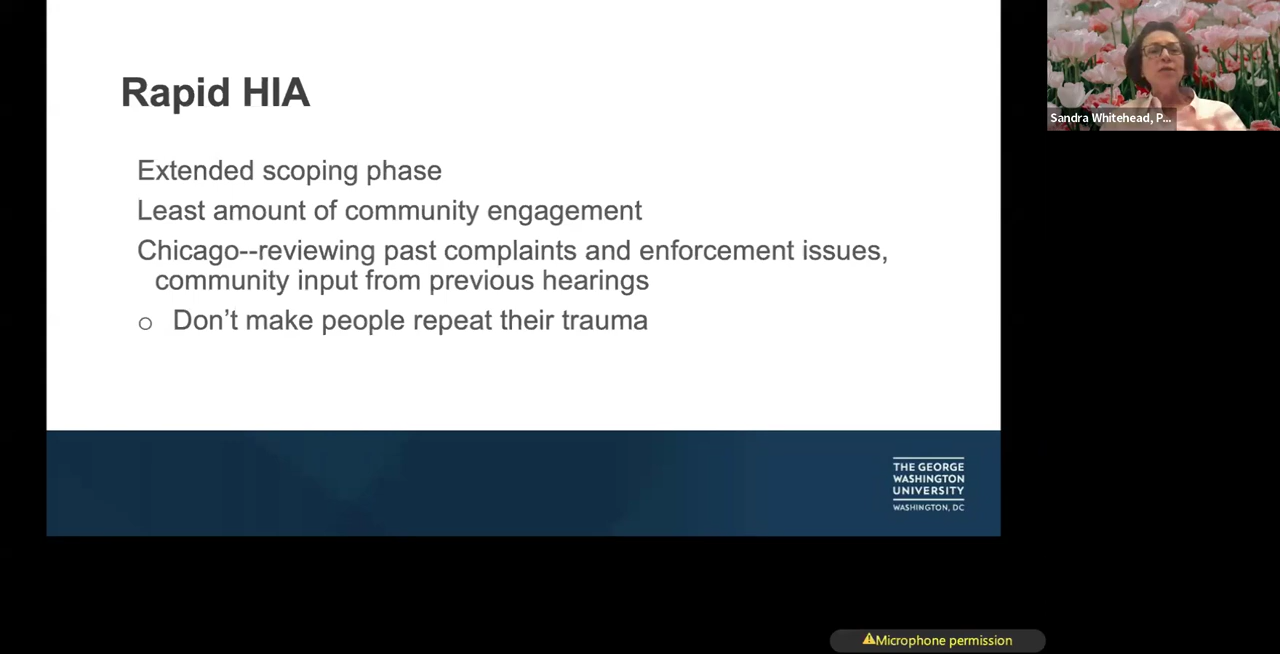 Rapid HIA
Extended scoping phase
Least amount of community engagement
Chicago--reviewing past complaints and enforcement issues,
community input from previous hearings
o Don't make people repeat their trauma
THE GEORGE
WASHINGTON
UNIVERSITY
WASHINGTON, DC
Sandra Whitehead, P...
Microphone permission